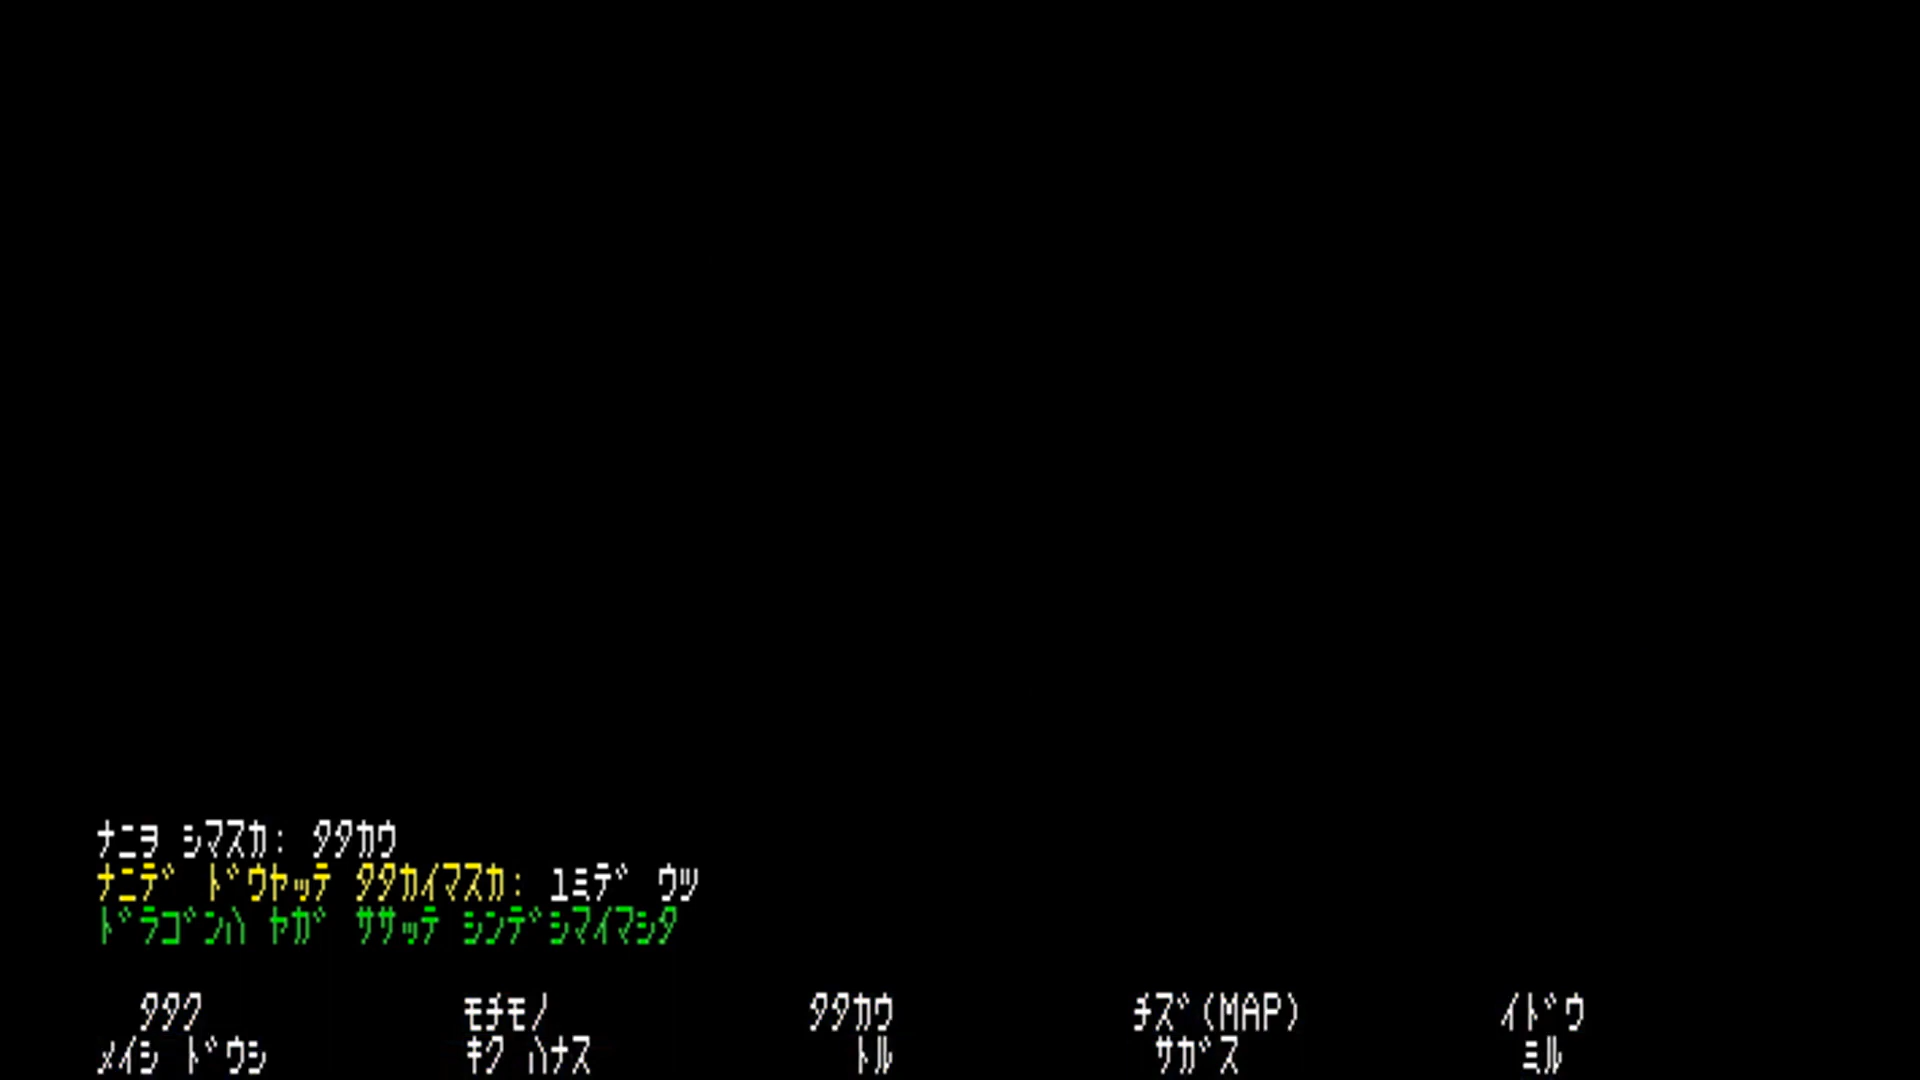 ナニヲ シマスカ: タタカウ
ナニデ ドウヤッテ タタカイマスカ: ユミデ ウツ
ドラゴンハ ヤガ ササッテ シンデシマイマシタ
タタク モチモノ タタカウ チズ(MAP) イドウ
メイシ ドウシ キク ハナス トル サガス ミル